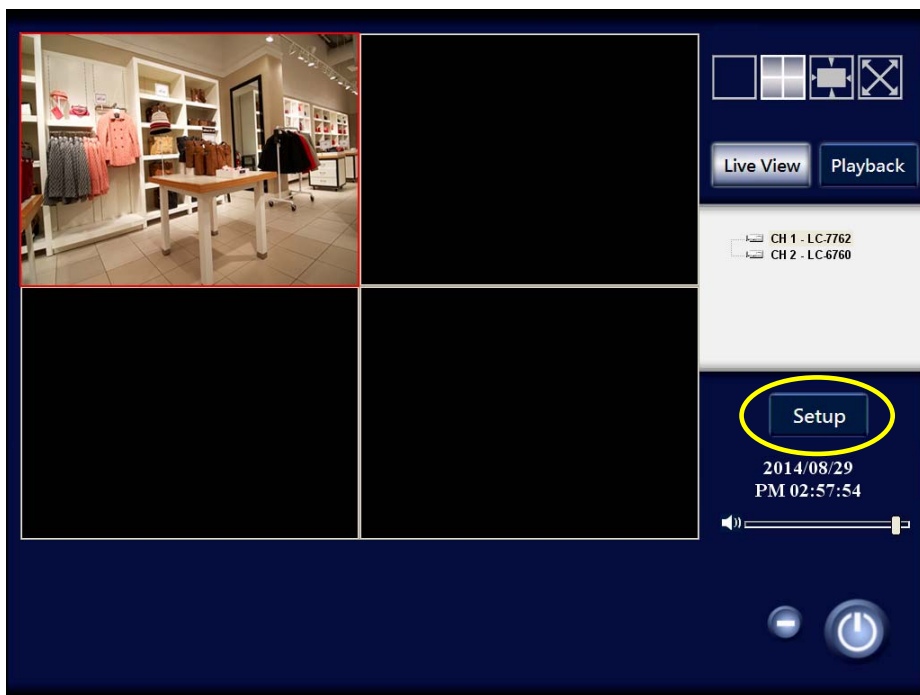 Live View
Playback
CH 1 - LC-7762
CH 2 - LC-6760
Setup
2014/08/29
PM 02:57:54